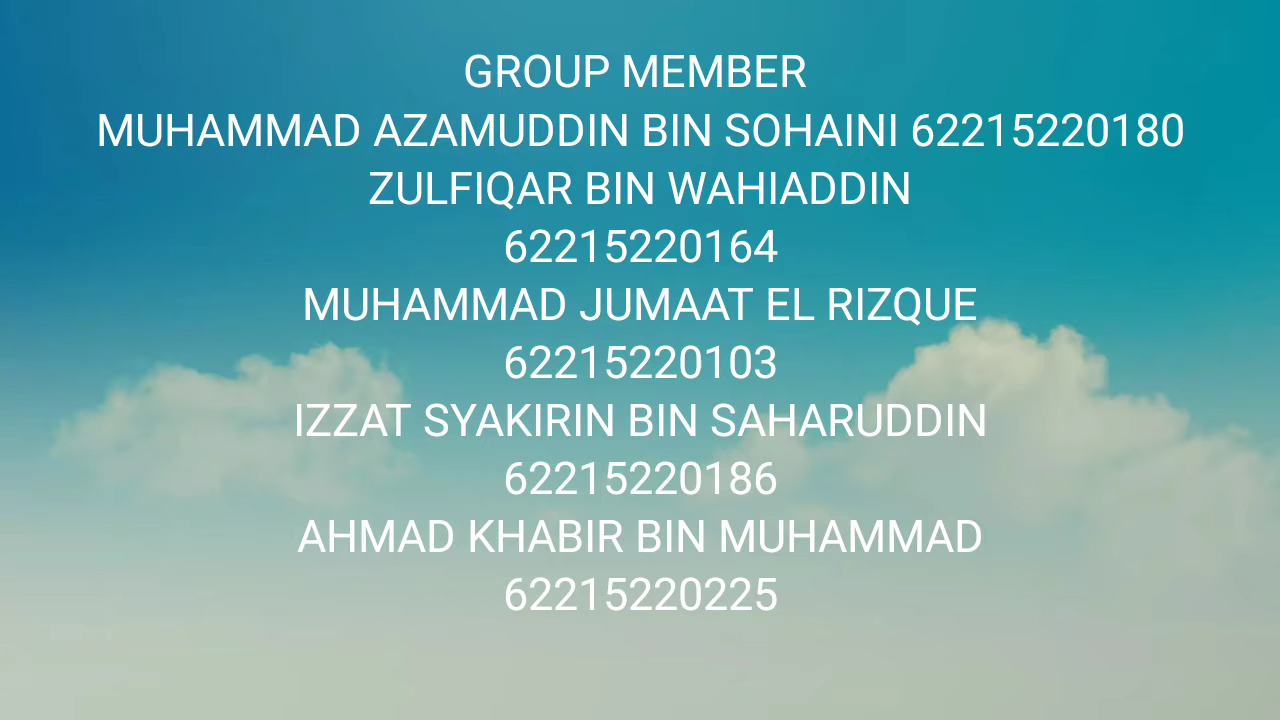 GROUP MEMBER
MUHAMMAD AZAMUDDIN BIN SOHAINI 62215220180
ZULFIQAR BIN WAHIADDIN
62215220164
MUHAMMAD JUMAAT EL RIZQUE
62215220103
IZZAT SYAKIRIN BIN SAHARUDDIN
62215220186
AHMAD KHABIR BIN MUHAMMAD
62215220225